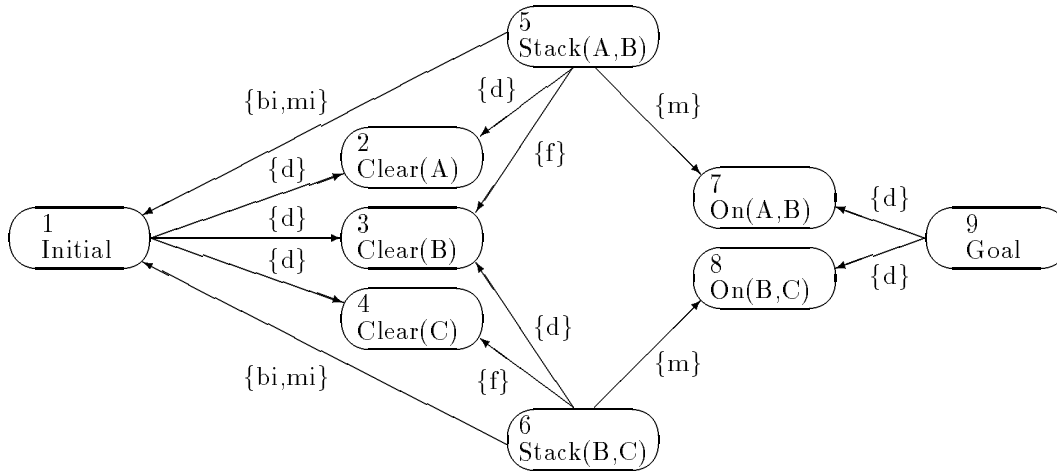 5
Stack(A,B)
{bi,mi}
{d}
{m}
2
Clear(A)
{f}
{d}
7
On(A,B)
{d}
1
Initial
{d}
3
Clear(B)
9
Goal
{d}
8
On(B,C)
{d}
4
Clear(C)
{d}
{m}
{bi,mi}
{f}
6
Stack(B,C)